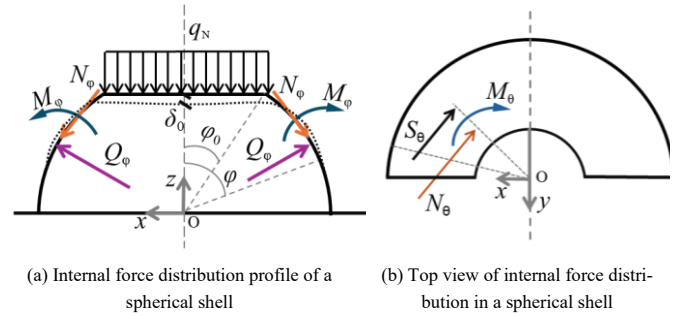 q_N
N_φ
N_φ
M_φ
M_φ
δ_0
φ_0
Q_φ
Q_φ
φ
z
x
O
M_θ
S_θ
N_θ
O
x
y
(a) Internal force distribution profile of a
spherical shell
(b) Top view of internal force distri-
bution in a spherical shell